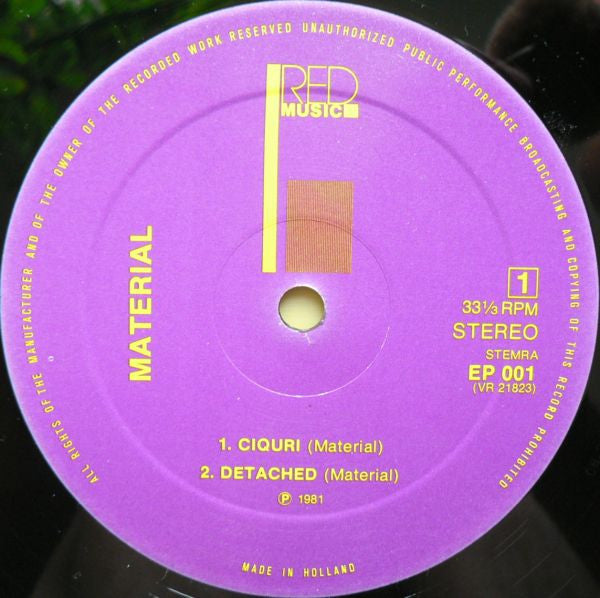 ALL RIGHTS OF THE MANUFACTURER AND OF THE OWNER OF THE RECORDED WORK RESERVED UNAUTHORIZED PUBLIC PERFORMANCE BROADCASTING AND COPYING OF THIS RECORD PROHIBITED
RED
MUSIC
MATERIAL
1
33⅓ RPM
STEREO
STEMRA
EP 001
(VR 21823)
1. CIQURI (Material)
2. DETACHED (Material)
℗ 1981
MADE IN HOLLAND